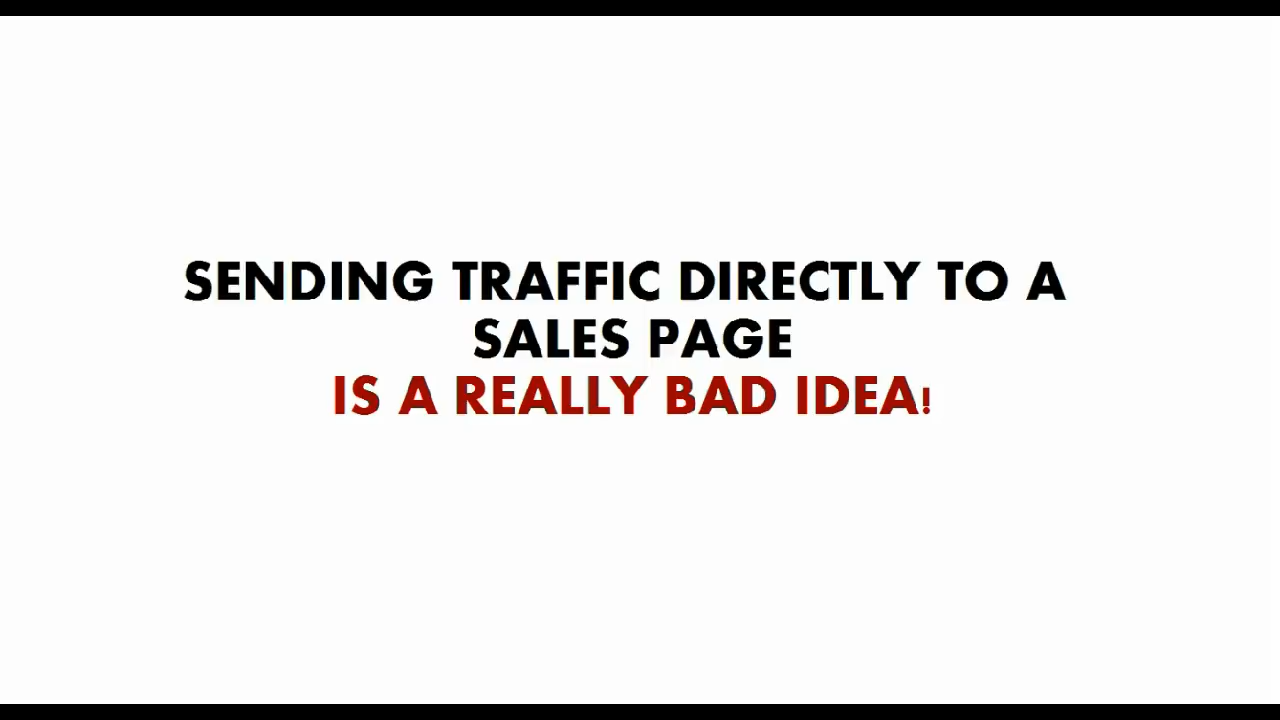 SENDING TRAFFIC DIRECTLY TO A
SALES PAGE
IS A REALLY BAD IDEA!